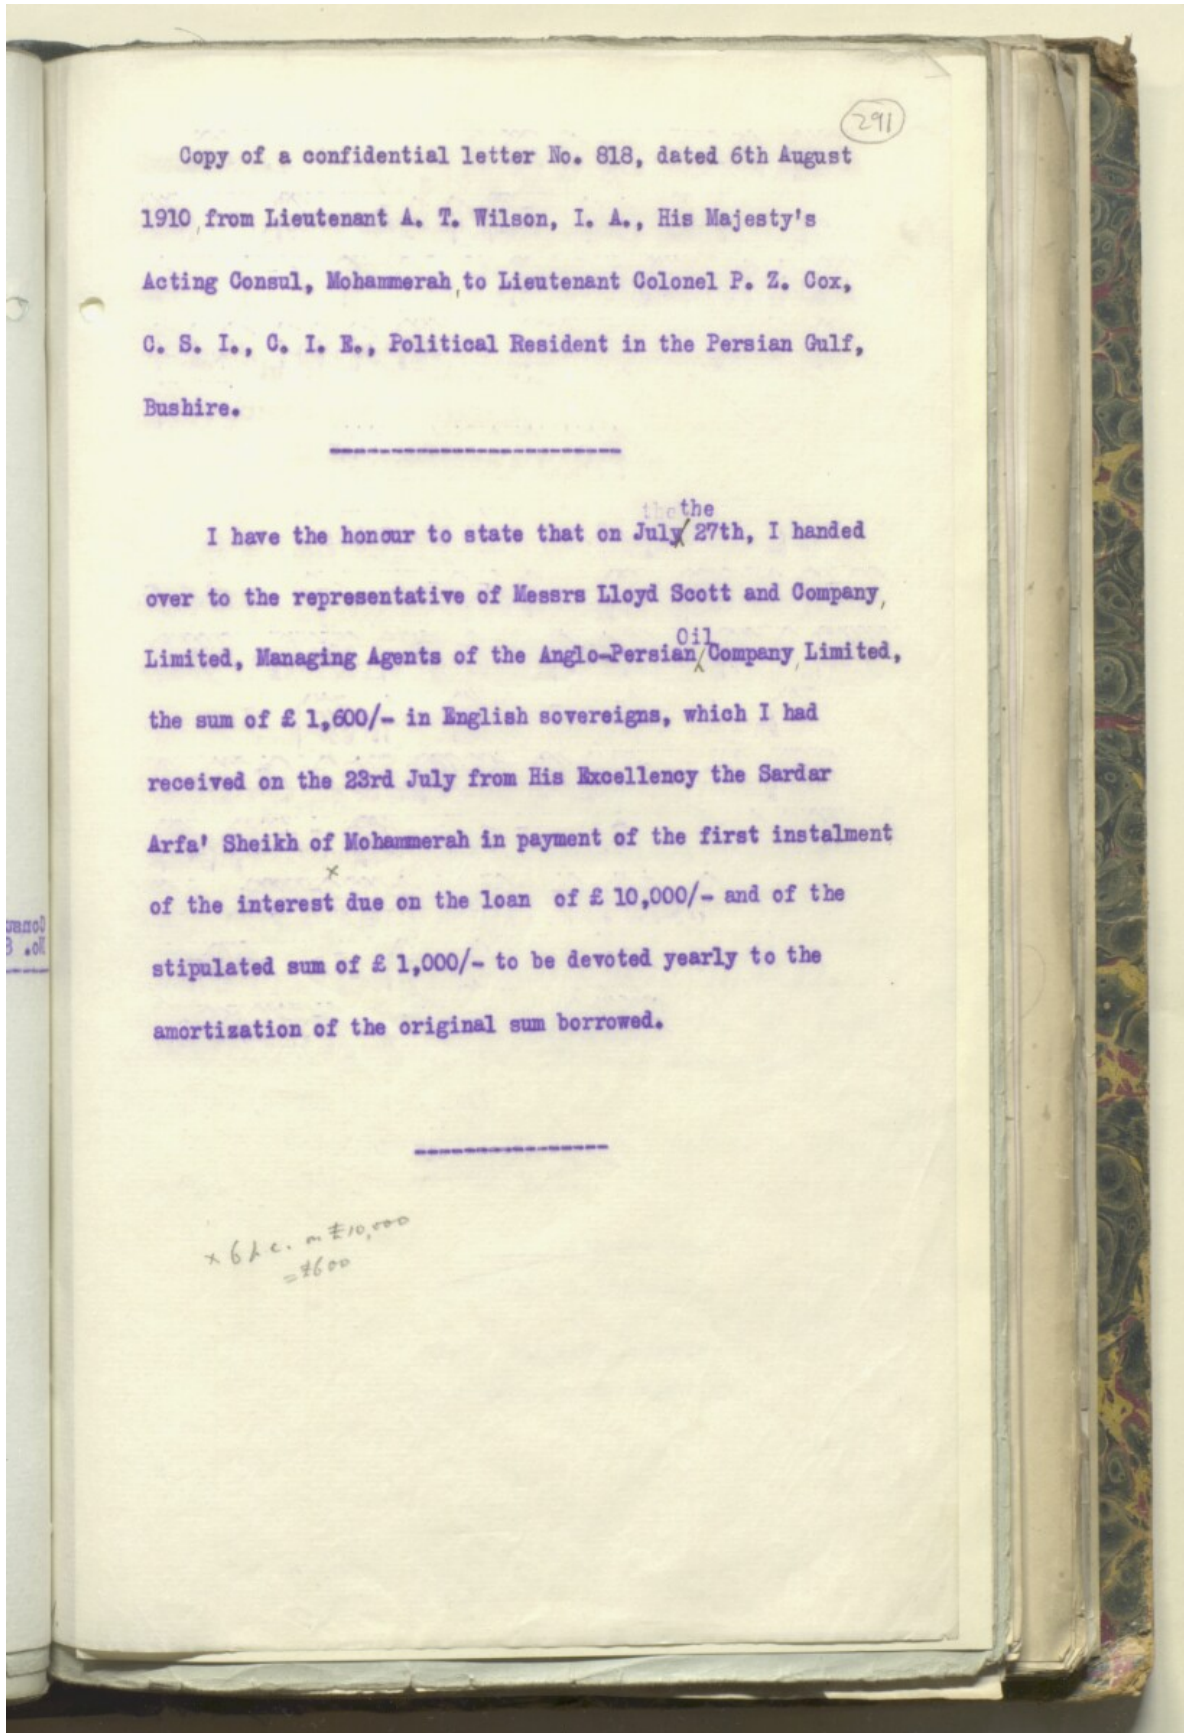 291
Copy of a confidential letter No. 818, dated 6th August
1910, from Lieutenant A. T. Wilson, I. A., His Majesty's
Acting Consul, Mohammerah, to Lieutenant Colonel P. Z. Cox,
C. S. I., C. I. E., Political Resident in the Persian Gulf,
Bushire.
the the
I have the honour to state that on July 27th, I handed
over to the representative of Messrs Lloyd Scott and Company,
Oil
Limited, Managing Agents of the Anglo-Persian Company, Limited,
the sum of £ 1,600/- in English sovereigns, which I had
received on the 23rd July from His Excellency the Sardar
Arfa' Sheikh of Mohammerah in payment of the first instalment
x
of the interest due on the loan of £ 10,000/- and of the
stipulated sum of £ 1,000/- to be devoted yearly to the
amortization of the original sum borrowed.
x 6 p.c. on £10,000
= £600